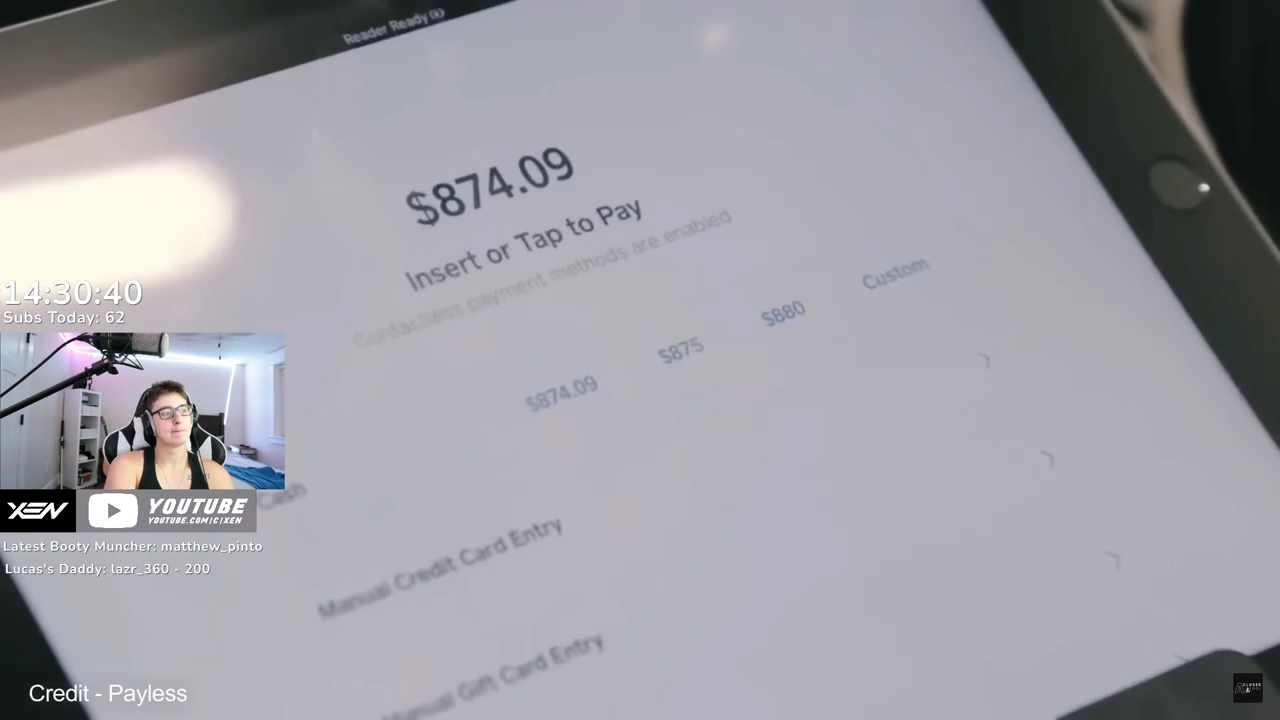 Reader Ready
$874.09
Insert or Tap to Pay
Contactless payment methods are enabled
$874.09
$875
$880
Custom
Cash
Manual Credit Card Entry
Manual Gift Card Entry
14:30:40
Subs Today: 62
XEN
YOUTUBE
YOUTUBE.COM/C/XEN
Latest Booty Muncher: matthew_pinto
Lucas's Daddy: lazr_360 - 200
Credit - Payless
CLOSER